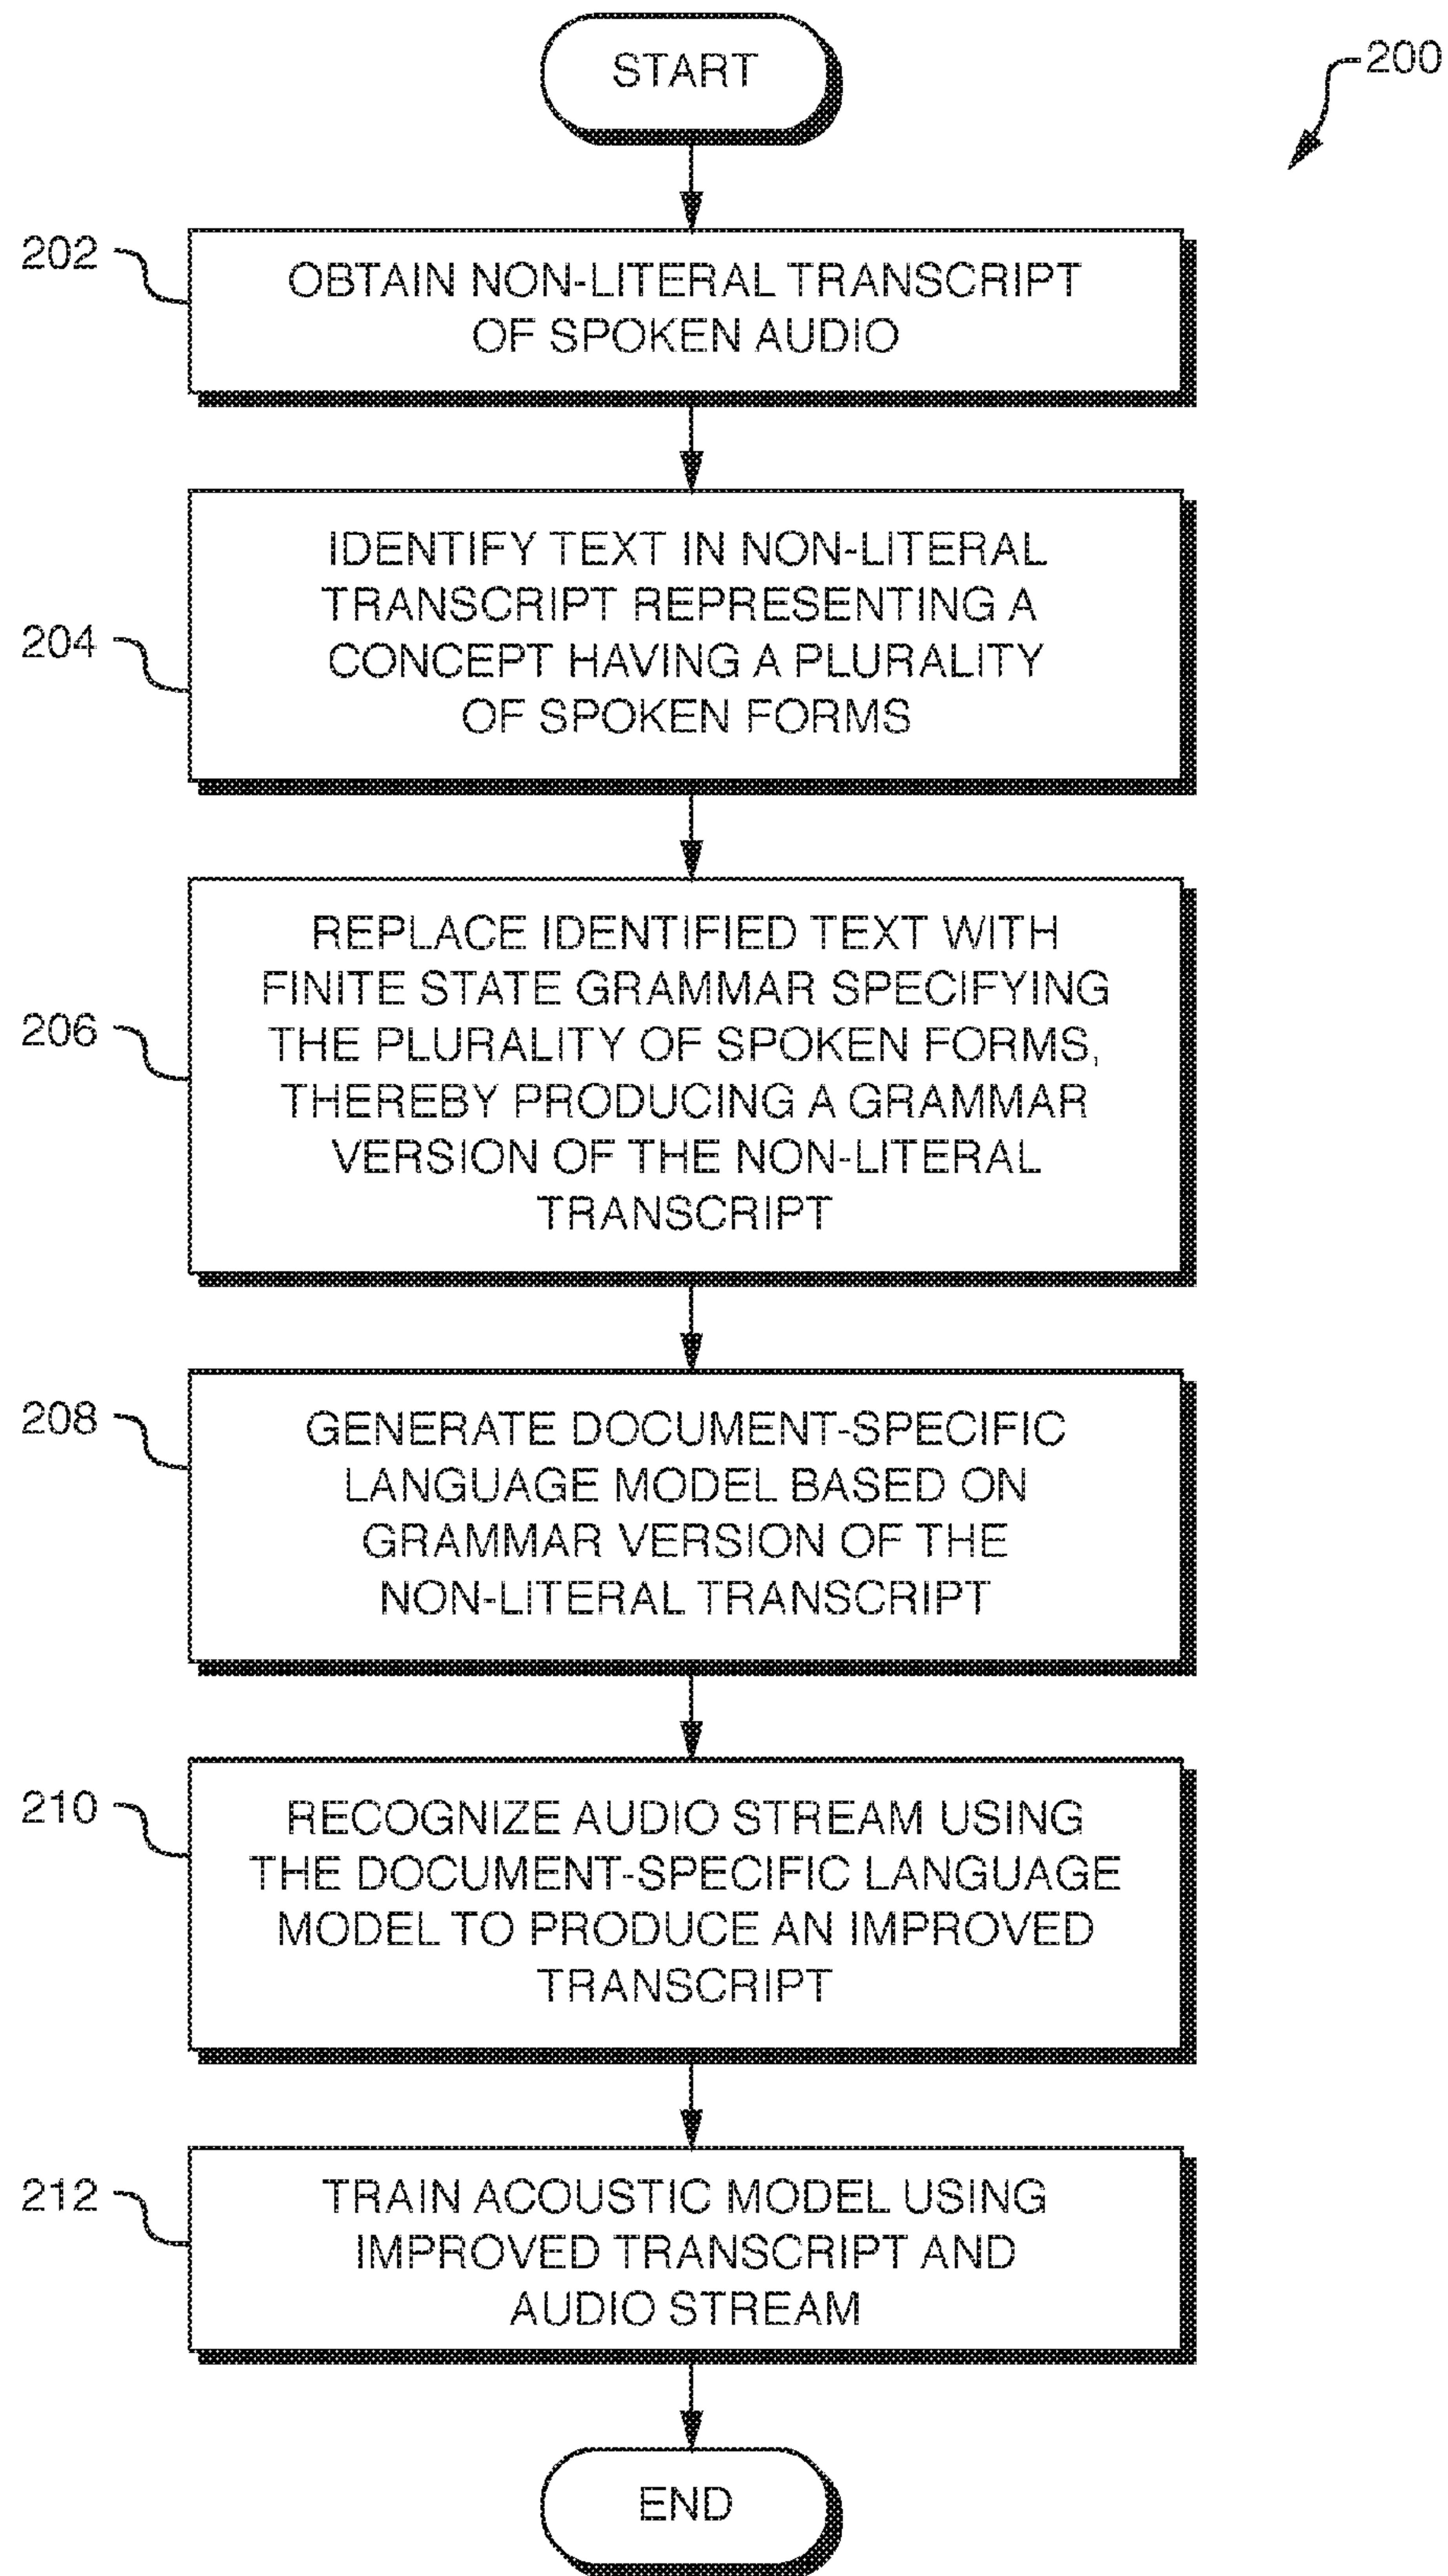 START
200
202
OBTAIN NON-LITERAL TRANSCRIPT
OF SPOKEN AUDIO
204
IDENTIFY TEXT IN NON-LITERAL
TRANSCRIPT REPRESENTING A
CONCEPT HAVING A PLURALITY
OF SPOKEN FORMS
206
REPLACE IDENTIFIED TEXT WITH
FINITE STATE GRAMMAR SPECIFYING
THE PLURALITY OF SPOKEN FORMS,
THEREBY PRODUCING A GRAMMAR
VERSION OF THE NON-LITERAL
TRANSCRIPT
208
GENERATE DOCUMENT-SPECIFIC
LANGUAGE MODEL BASED ON
GRAMMAR VERSION OF THE
NON-LITERAL TRANSCRIPT
210
RECOGNIZE AUDIO STREAM USING
THE DOCUMENT-SPECIFIC LANGUAGE
MODEL TO PRODUCE AN IMPROVED
TRANSCRIPT
212
TRAIN ACOUSTIC MODEL USING
IMPROVED TRANSCRIPT AND
AUDIO STREAM
END